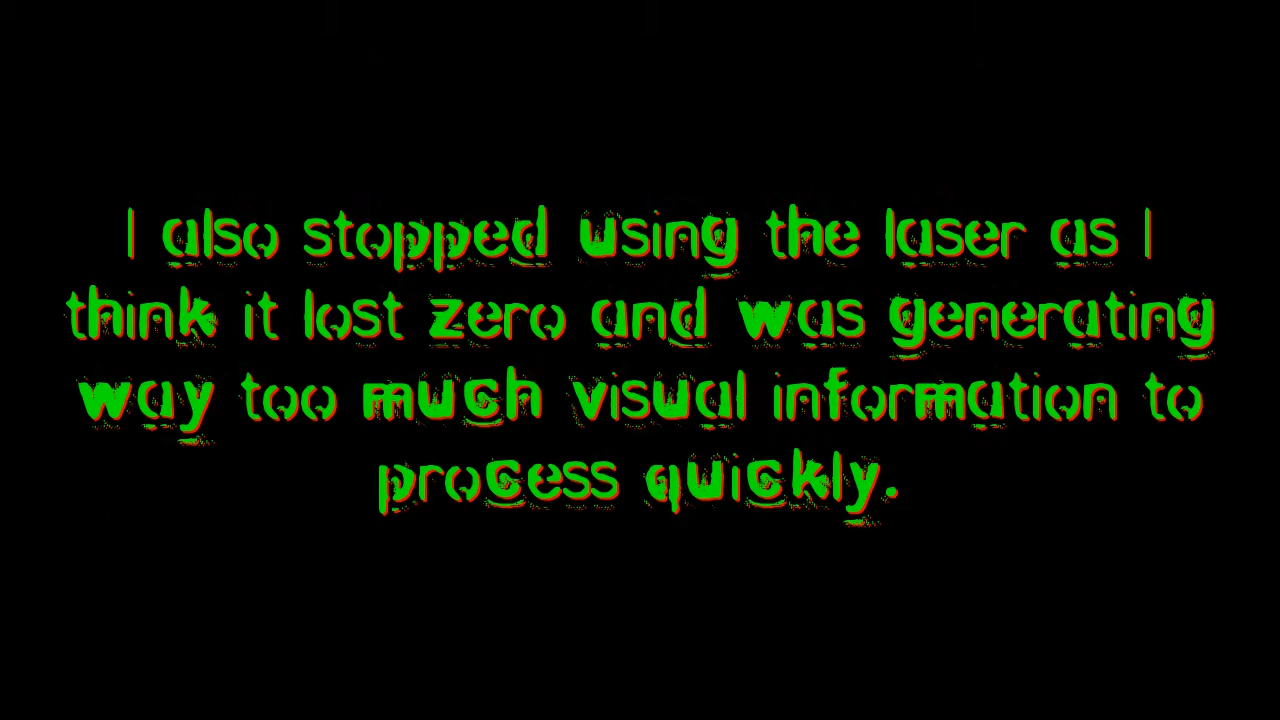 I also stopped using the laser as I
think it lost zero and was generating
way too much visual information to
process quickly.